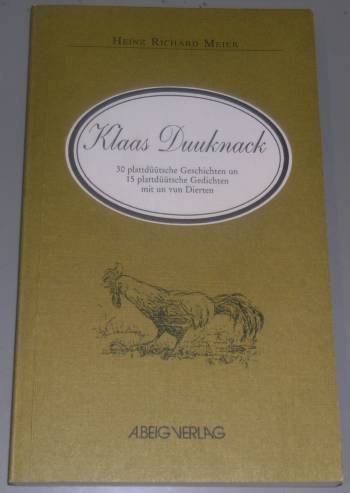 HEINZ RICHARD MEIER
Klaas Duuknack
30 plattdüütsche Geschichten un
15 plattdüütsche Gedichten
mit un vun Dierten
A.BEIG VERLAG